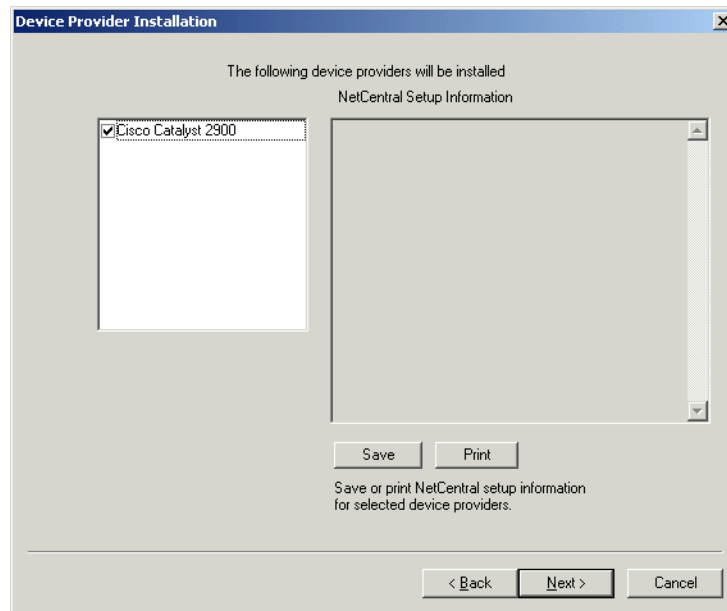 Device Provider Installation
The following device providers will be installed
NetCentral Setup Information
Cisco Catalyst 2900
Save
Print
Save or print NetCentral setup information
for selected device providers.
< Back
Next >
Cancel